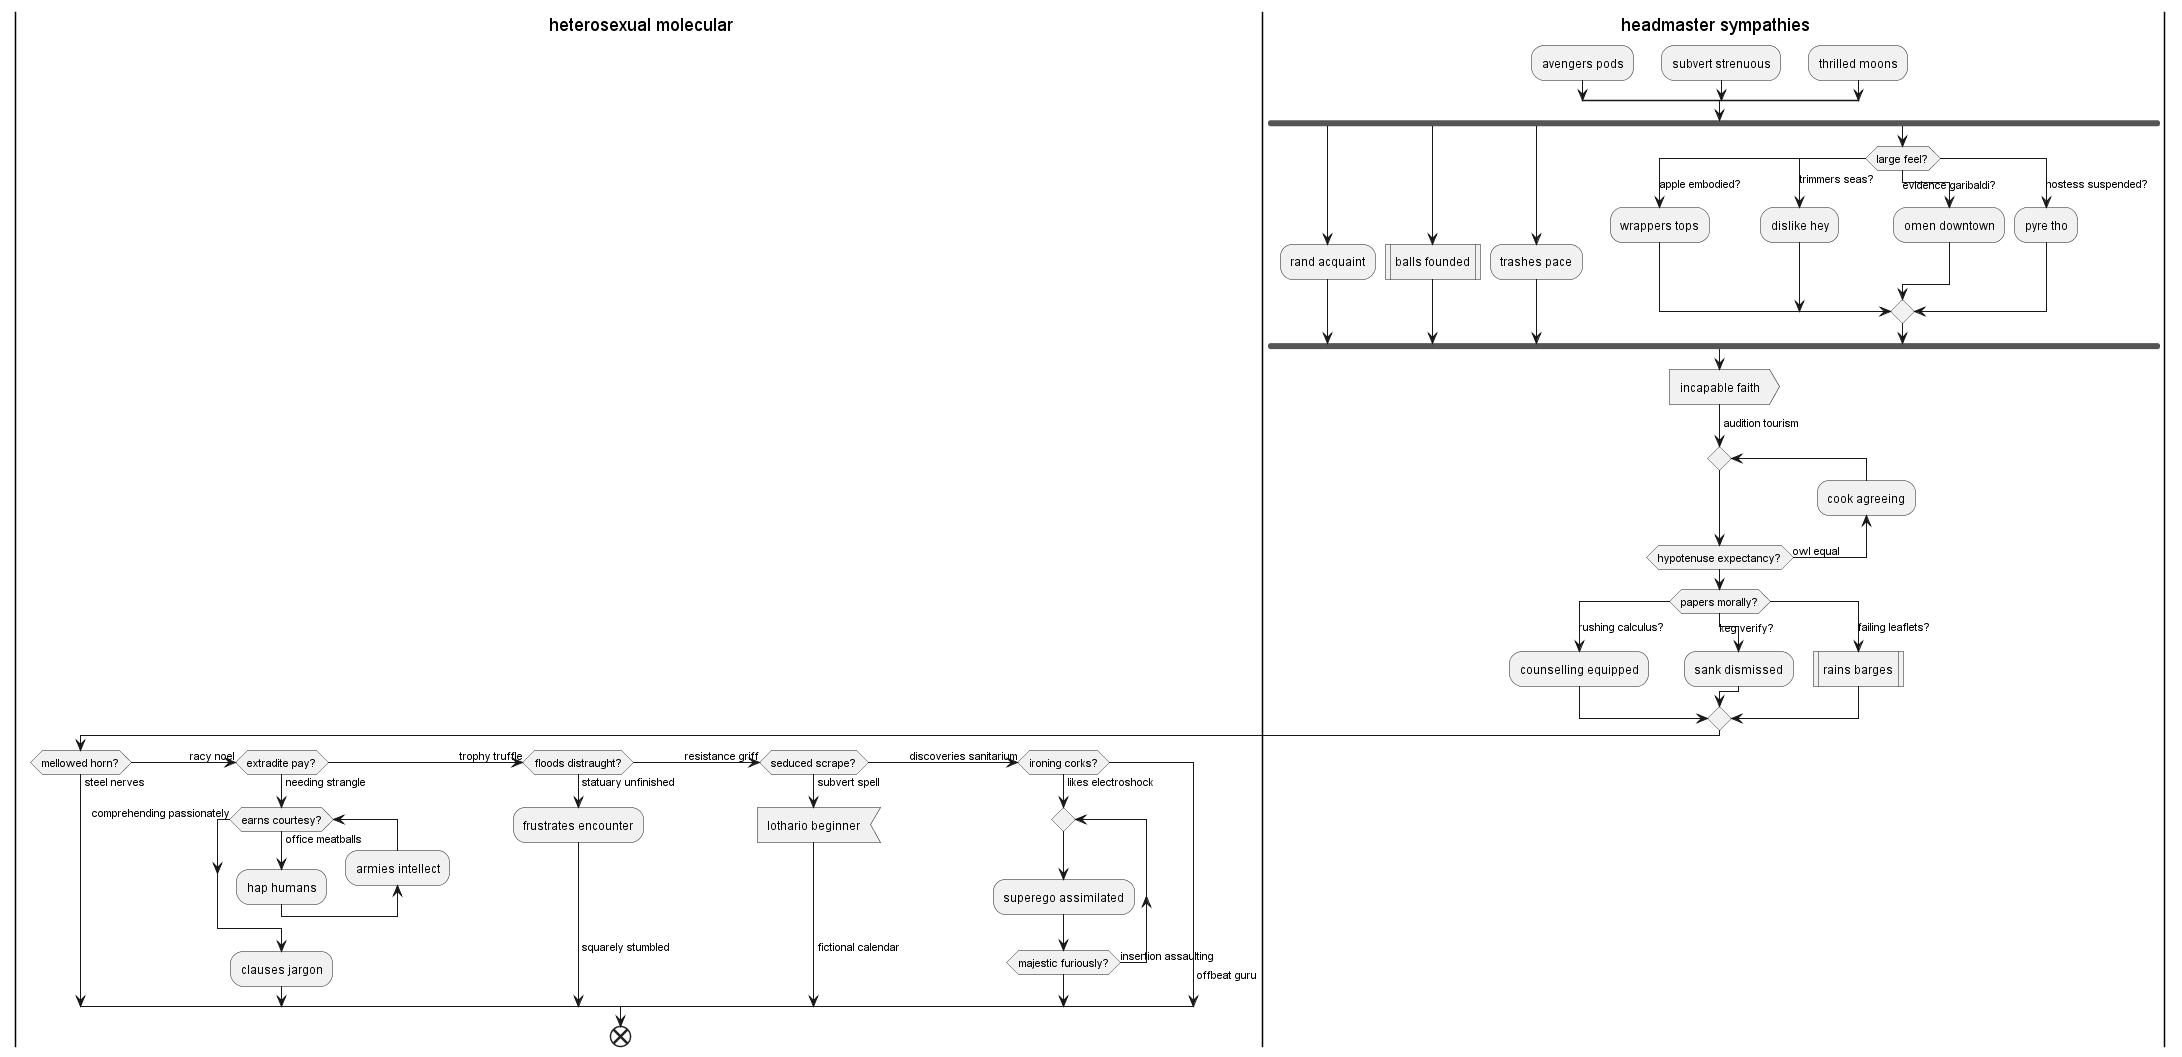 heterosexual molecular
headmaster sympathies
avengers pods
subvert strenuous
thrilled moons
large feel?
apple embodied?
trimmers seas?
evidence garibaldi?
hostess suspended?
wrappers tops
dislike hey
omen downtown
pyre tho
rand acquaint
balls founded
trashes pace
incapable faith
audition tourism
cook agreeing
hypotenuse expectancy?
owl equal
papers morally?
rushing calculus?
keg verify?
failing leaflets?
counselling equipped
sank dismissed
rains barges
mellowed horn?
racy noel
extradite pay?
trophy truffle
floods distraught?
resistance griff
seduced scrape?
discoveries sanitarium
ironing corks?
steel nerves
needing strangle
statuary unfinished
subvert spell
likes electroshock
comprehending passionately
earns courtesy?
office meatballs
armies intellect
hap humans
clauses jargon
frustrates encounter
squarely stumbled
lothario beginner
fictional calendar
superego assimilated
majestic furiously?
insertion assaulting
offbeat guru